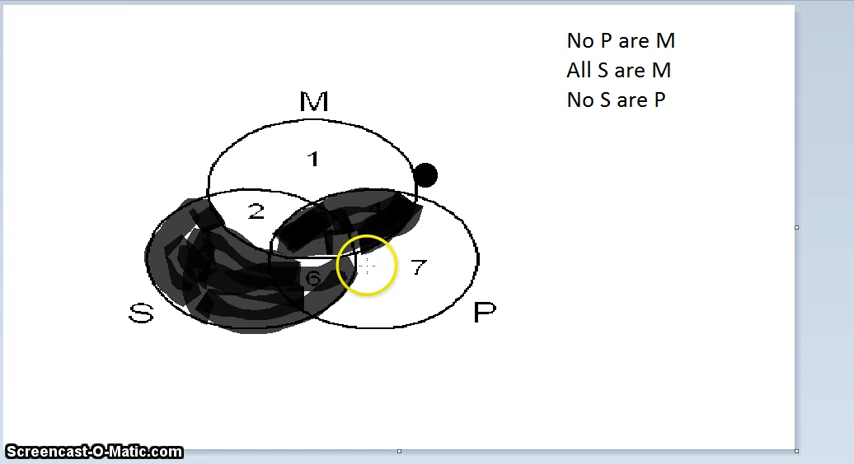 No P are M
All S are M
No S are P
M
1
2
6
7
S
P
Screencast-O-Matic.com